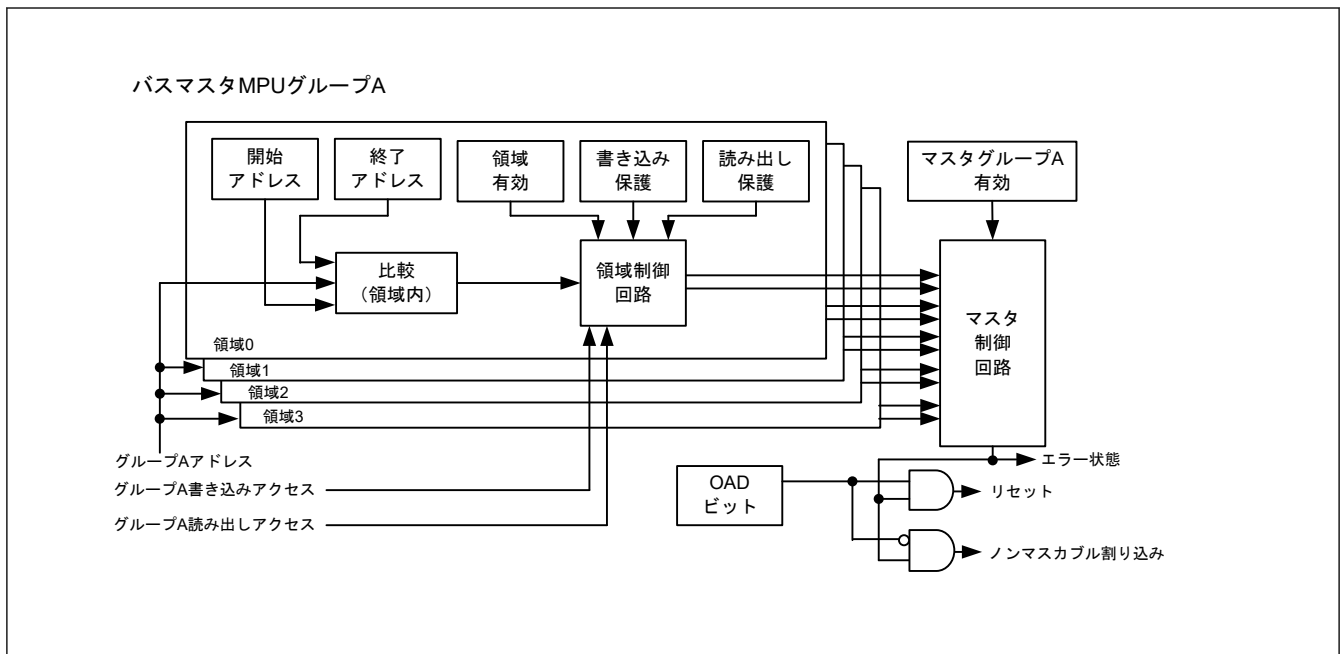 バスマスタMPUグループA
開始
アドレス
終了
アドレス
領域
有効
書き込み
保護
読み出し
保護
マスタグループA
有効
比較
（領域内）
領域制御
回路
マスタ
制御
回路
領域0
領域1
領域2
領域3
グループAアドレス
グループA書き込みアクセス
グループA読み出しアクセス
OAD
ビット
エラー状態
リセット
ノンマスカブル割り込み